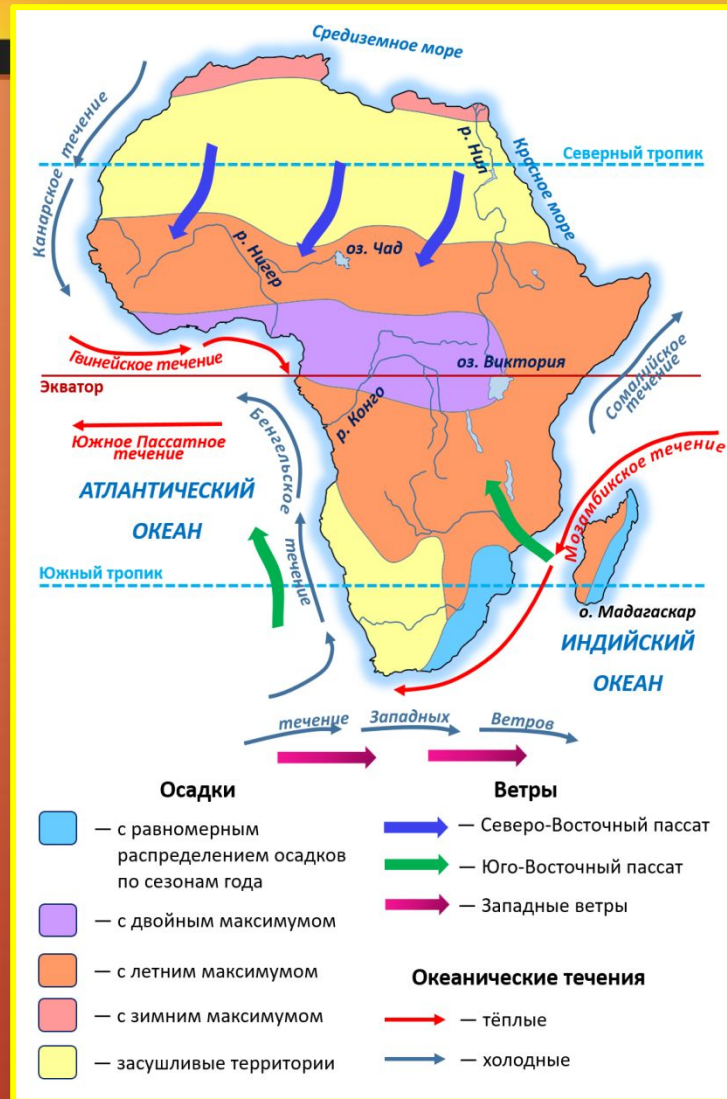 Средиземное море
Канарское течение
Северный тропик
р. Нил
Красное море
р. Нигер
оз. Чад
Гвинейское течение
оз. Виктория
Экватор
р. Конго
Сомалийское
течение
Южное Пассатное
течение
Бенгельское
течение
Мозамбикское течение
АТЛАНТИЧЕСКИЙ
ОКЕАН
Южный тропик
о. Мадагаскар
ИНДИЙСКИЙ
ОКЕАН
течение Западных Ветров
Осадки
— с равномерным
распределением осадков
по сезонам года
— с двойным максимумом
— с летним максимумом
— с зимним максимумом
— засушливые территории
Ветры
— Северо-Восточный пассат
— Юго-Восточный пассат
— Западные ветры
Океанические течения
— тёплые
— холодные